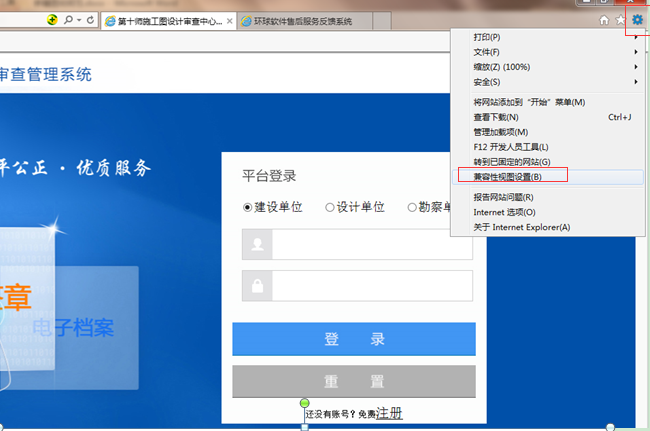 第十师施工图设计审查中心...
环球软件售后服务反馈系统
审查管理系统
平公正 · 优质服务
签章
电子档案
平台登录
建设单位 设计单位 勘察单
登 录
重 置
还没有账号？免费注册
打印(P)
文件(F)
缩放(Z) (100%)
安全(S)
将网站添加到“开始”菜单(M)
查看下载(N) Ctrl+J
管理加载项(M)
F12 开发人员工具(L)
转到已固定的网站(G)
兼容性视图设置(B)
报告网站问题(R)
Internet 选项(O)
关于 Internet Explorer(A)